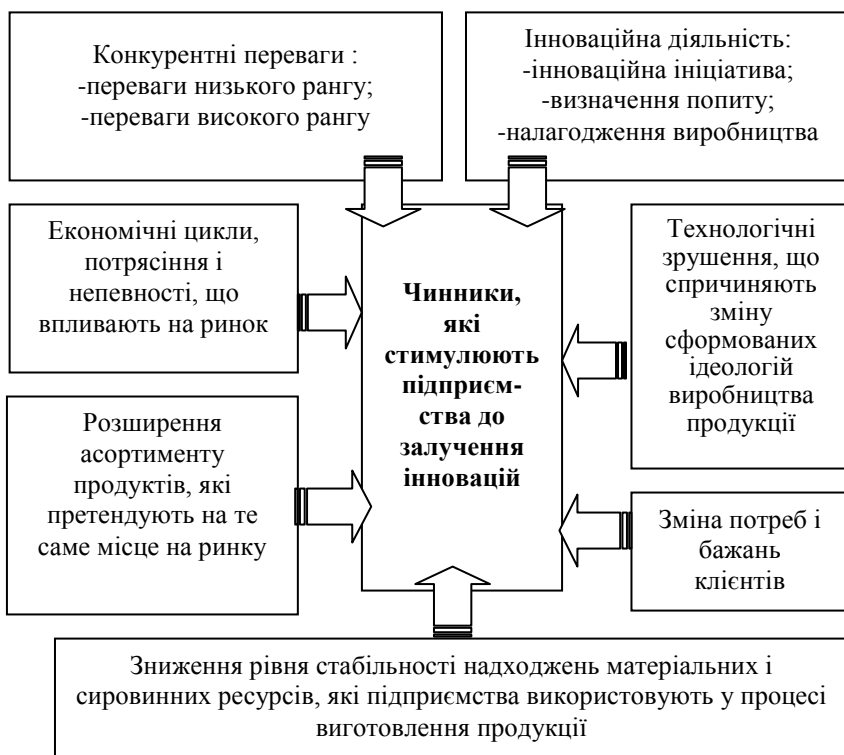 Конкурентні переваги :
-переваги низького рангу;
-переваги високого рангу
Інноваційна діяльність:
-інноваційна ініціатива;
-визначення попиту;
-налагодження виробництва
Економічні цикли,
потрясіння і
непевності, що
впливають на ринок
Чинники,
які
стимулюють
підприєм-
ства до
залучення
інновацій
Технологічні
зрушення, що
спричиняють
зміну
сформованих
ідеологій
виробництва
продукції
Розширення
асортименту
продуктів, які
претендують на те
саме місце на ринку
Зміна потреб і
бажань
клієнтів
Зниження рівня стабільності надходжень матеріальних і
сировинних ресурсів, які підприємства використовують у процесі
виготовлення продукції